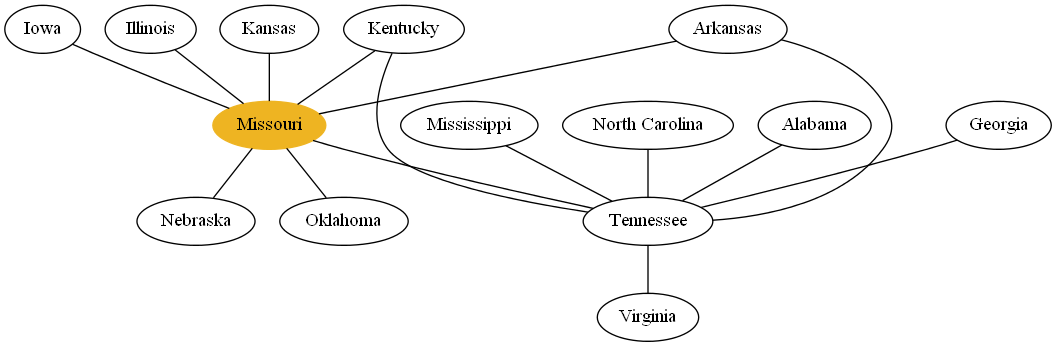 Iowa
Illinois
Kansas
Kentucky
Arkansas
Missouri
Mississippi
North Carolina
Alabama
Georgia
Nebraska
Oklahoma
Tennessee
Virginia